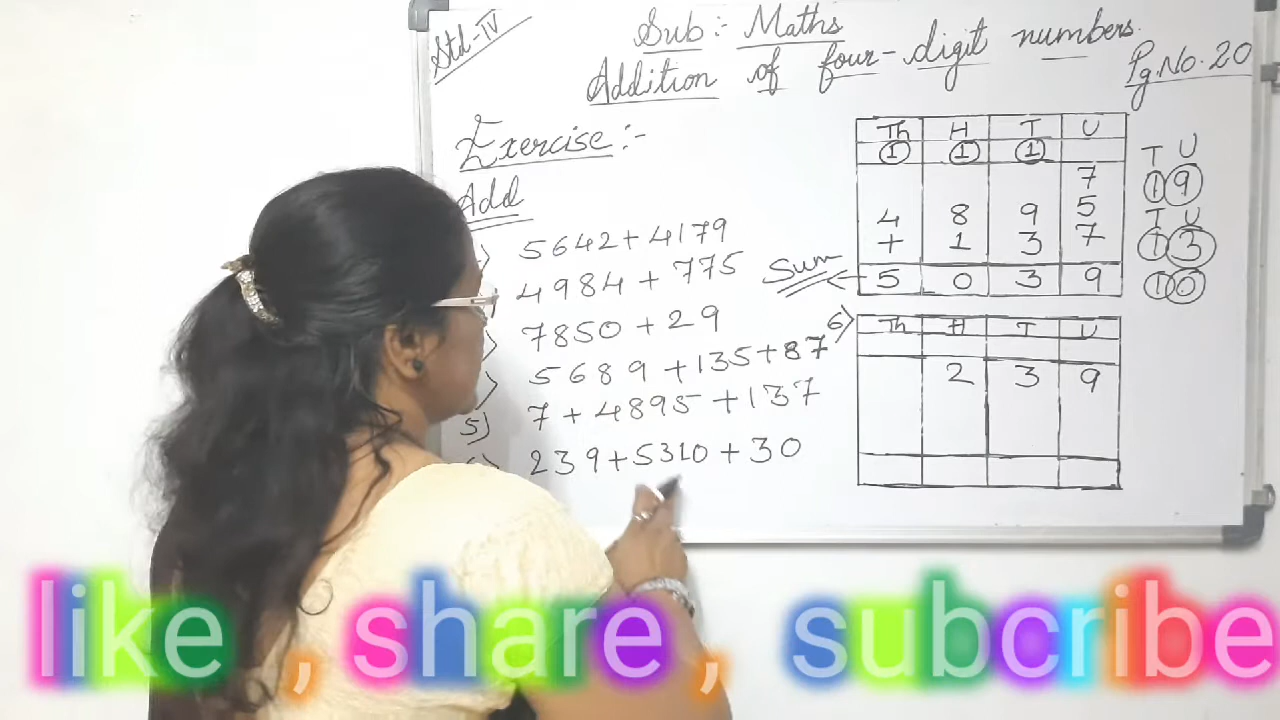 Std-IV
Sub :- Maths
Addition of four-digit numbers.
Pg.No.20
Exercise :-
Add
) 5642+4179
4984 + 775
) 7850 + 29
) 5689 +135+87
5) 7 + 4895 +137
239+5310+30
Th H T U
1 1 1
7
4 8 9 5
+ 1 3 7
Sum 5 0 3 9
T U
1 9
T U
1 3
1 0
6) Th H T U
2 3 9
like , share , subcribe